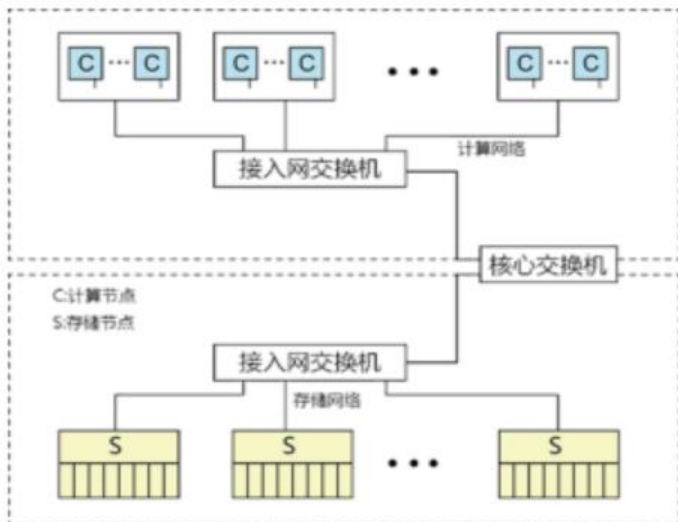 C ··· C C ··· C ••• C ··· C
计算网络
接入网交换机
核心交换机
C:计算节点
S:存储节点
接入网交换机
存储网络
S S ••• S